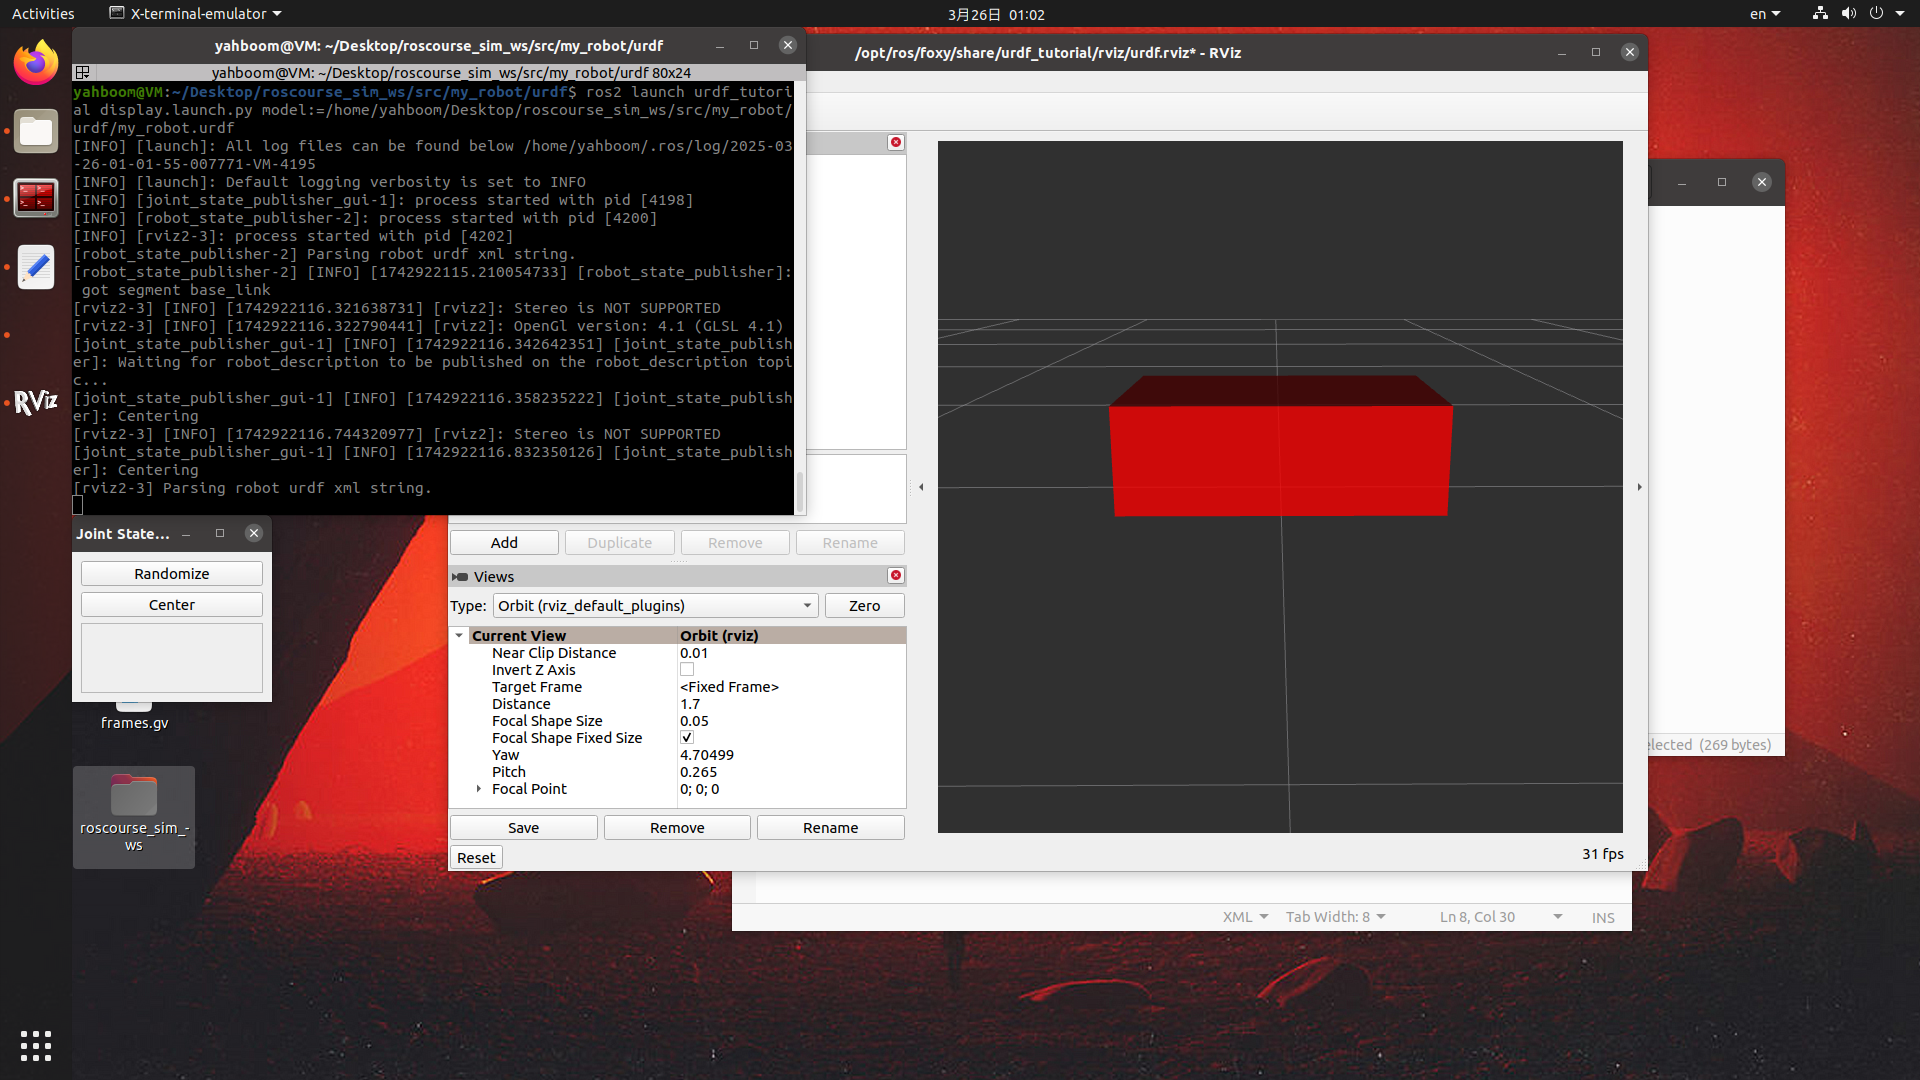 Activities
X-terminal-emulator
3月26日 01:02
en
yahboom@VM: ~/Desktop/roscourse_sim_ws/src/my_robot/urdf
yahboom@VM: ~/Desktop/roscourse_sim_ws/src/my_robot/urdf 80x24
yahboom@VM:~/Desktop/roscourse_sim_ws/src/my_robot/urdf$ ros2 launch urdf_tutori
al display.launch.py model:=/home/yahboom/Desktop/roscourse_sim_ws/src/my_robot/
urdf/my_robot.urdf
[INFO] [launch]: All log files can be found below /home/yahboom/.ros/log/2025-03
-26-01-01-55-007771-VM-4195
[INFO] [launch]: Default logging verbosity is set to INFO
[INFO] [joint_state_publisher_gui-1]: process started with pid [4198]
[INFO] [robot_state_publisher-2]: process started with pid [4200]
[INFO] [rviz2-3]: process started with pid [4202]
[robot_state_publisher-2] Parsing robot urdf xml string.
[robot_state_publisher-2] [INFO] [1742922115.210054733] [robot_state_publisher]:
 got segment base_link
[rviz2-3] [INFO] [1742922116.321638731] [rviz2]: Stereo is NOT SUPPORTED
[rviz2-3] [INFO] [1742922116.322790441] [rviz2]: OpenGl version: 4.1 (GLSL 4.1)
[joint_state_publisher_gui-1] [INFO] [1742922116.342642351] [joint_state_publish
er]: Waiting for robot_description to be published on the robot_description topi
c...
[joint_state_publisher_gui-1] [INFO] [1742922116.358235222] [joint_state_publish
er]: Centering
[rviz2-3] [INFO] [1742922116.744320977] [rviz2]: Stereo is NOT SUPPORTED
[joint_state_publisher_gui-1] [INFO] [1742922116.832350126] [joint_state_publish
er]: Centering
[rviz2-3] Parsing robot urdf xml string.
/opt/ros/foxy/share/urdf_tutorial/rviz/urdf.rviz* - RViz
RViz
Joint State...
Randomize
Center
frames.gv
roscourse_sim_-
ws
Add
Duplicate
Remove
Rename
Views
Type: Orbit (rviz_default_plugins)
Zero
Current View Orbit (rviz)
Near Clip Distance 0.01
Invert Z Axis
Target Frame <Fixed Frame>
Distance 1.7
Focal Shape Size 0.05
Focal Shape Fixed Size
Yaw 4.70499
Pitch 0.265
Focal Point 0; 0; 0
Save
Remove
Rename
Reset
31 fps
elected (269 bytes)
XML
Tab Width: 8
Ln 8, Col 30
INS